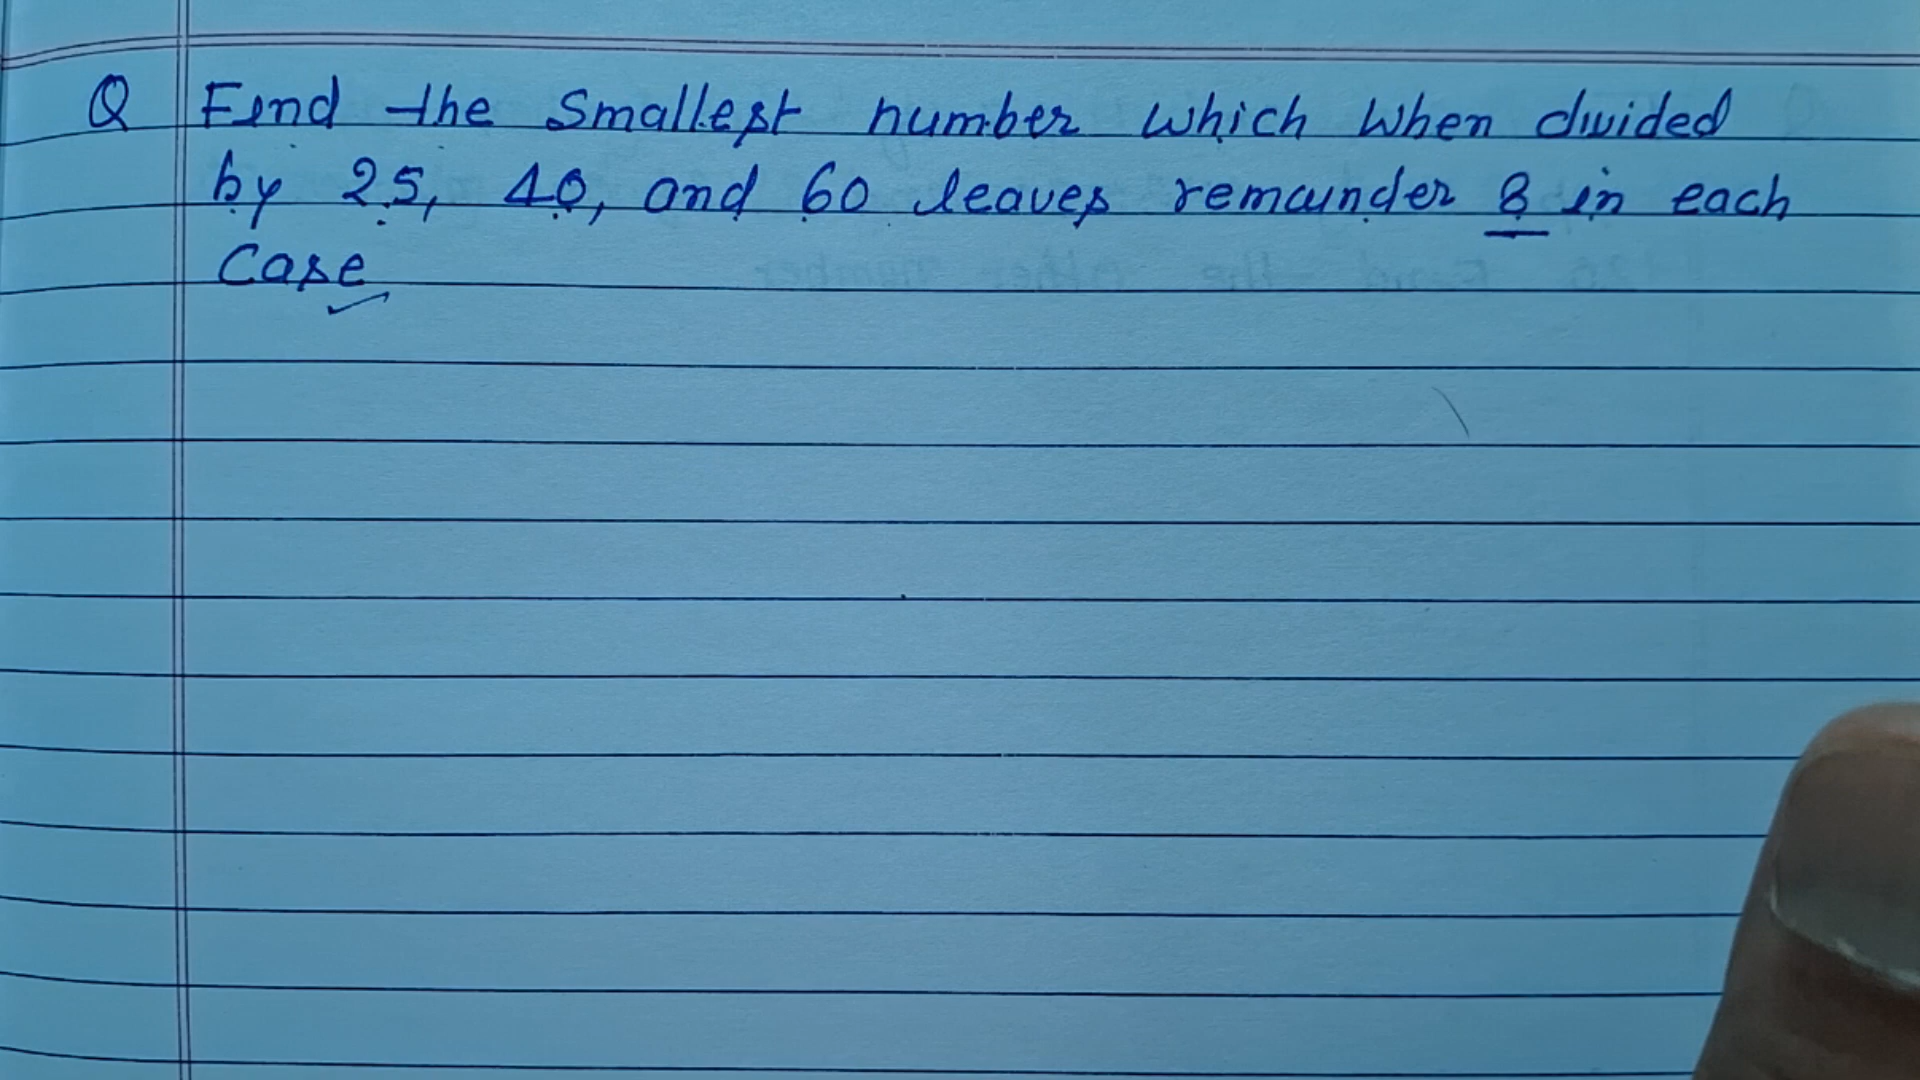 Q Find the Smallest number which when divided
by 25, 40, and 60 leaves remainder 8 in each
Case